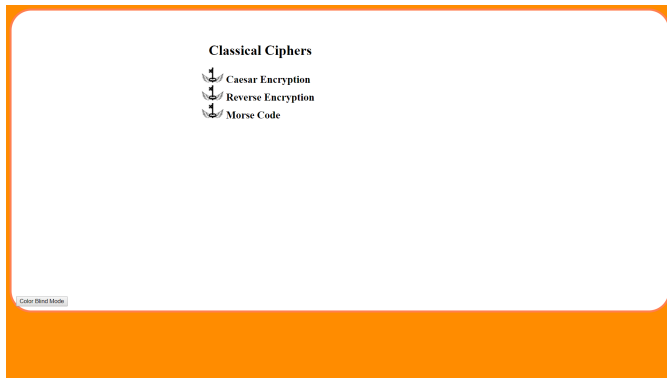 Classical Ciphers
Caesar Encryption
Reverse Encryption
Morse Code
Color Blind Mode